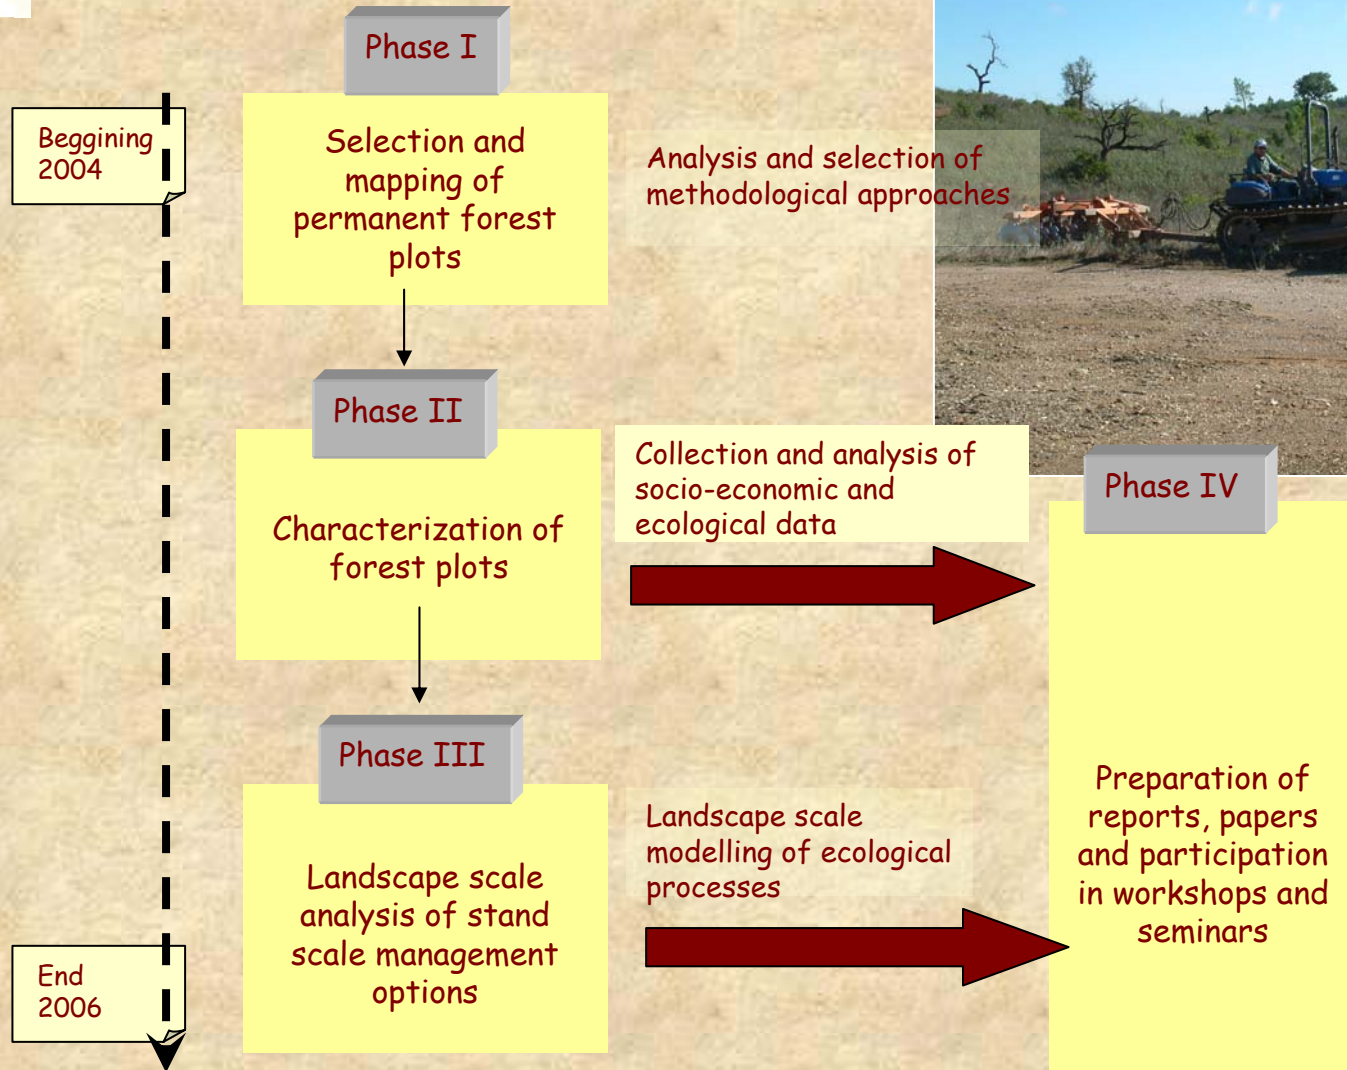 Phase I
Beggining
2004
Selection and
mapping of
permanent forest
plots
Analysis and selection of
methodological approaches
Phase II
Characterization of
forest plots
Collection and analysis of
socio-economic and
ecological data
Phase III
Landscape scale
analysis of stand
scale management
options
Landscape scale
modelling of ecological
processes
Phase IV
Preparation of
reports, papers
and participation
in workshops and
seminars
End
2006